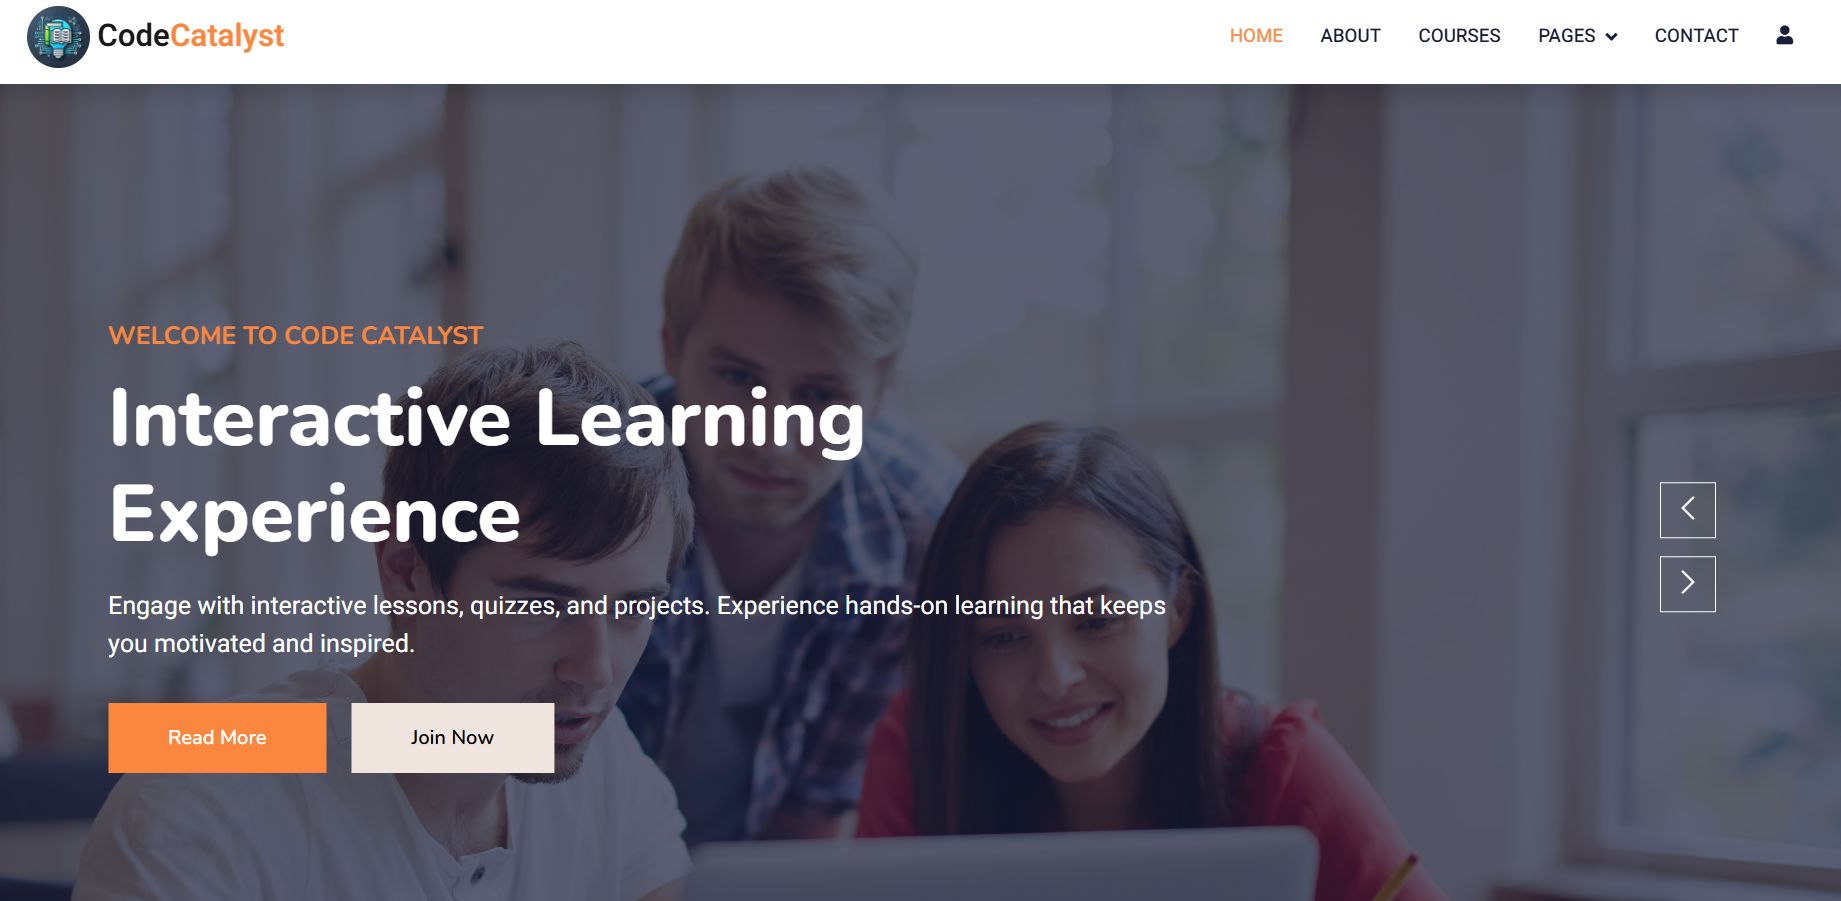 CodeCatalyst
HOME ABOUT COURSES PAGES CONTACT
WELCOME TO CODE CATALYST
Interactive Learning
Experience
Engage with interactive lessons, quizzes, and projects. Experience hands-on learning that keeps
you motivated and inspired.
Read More Join Now